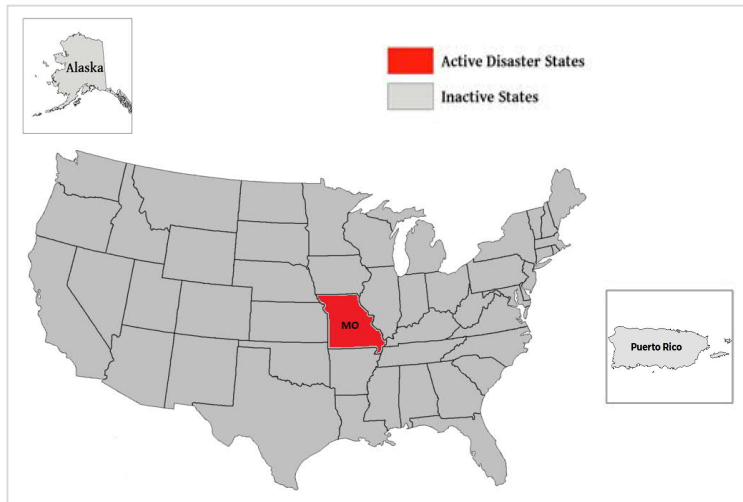 Alaska
Active Disaster States
Inactive States
MO
Puerto Rico